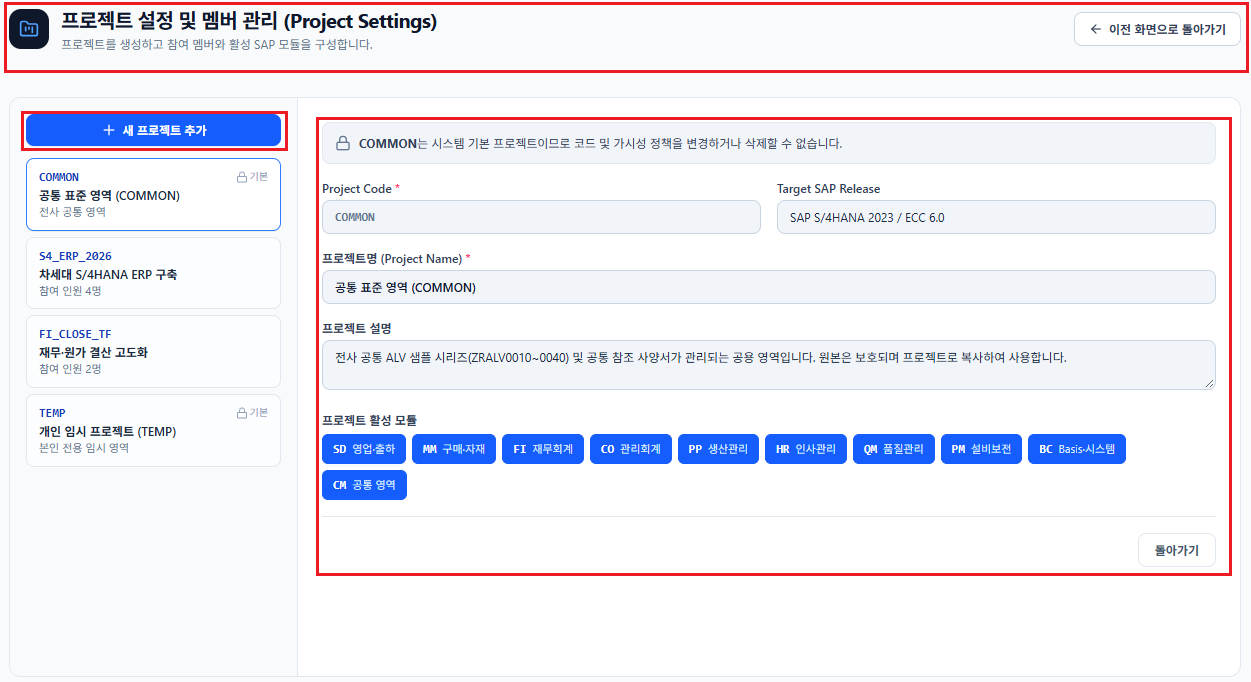 프로젝트 설정 및 멤버 관리 (Project Settings)
프로젝트를 생성하고 참여 멤버와 활성 SAP 모듈을 구성합니다.
← 이전 화면으로 돌아가기
+ 새 프로젝트 추가
COMMON 기본
공통 표준 영역 (COMMON)
전사 공통 영역
S4_ERP_2026
차세대 S/4HANA ERP 구축
참여 인원 4명
FI_CLOSE_TF
재무·원가 결산 고도화
참여 인원 2명
TEMP 기본
개인 임시 프로젝트 (TEMP)
본인 전용 임시 영역
COMMON는 시스템 기본 프로젝트이므로 코드 및 가시성 정책을 변경하거나 삭제할 수 없습니다.
Project Code *
COMMON
Target SAP Release
SAP S/4HANA 2023 / ECC 6.0
프로젝트명 (Project Name) *
공통 표준 영역 (COMMON)
프로젝트 설명
전사 공통 ALV 샘플 시리즈(ZRALV0010~0040) 및 공통 참조 사양서가 관리되는 공용 영역입니다. 원본은 보호되며 프로젝트로 복사하여 사용합니다.
프로젝트 활성 모듈
SD 영업·출하 MM 구매·자재 FI 재무회계 CO 관리회계 PP 생산관리 HR 인사관리 QM 품질관리 PM 설비보전 BC Basis·시스템
CM 공통 영역
돌아가기